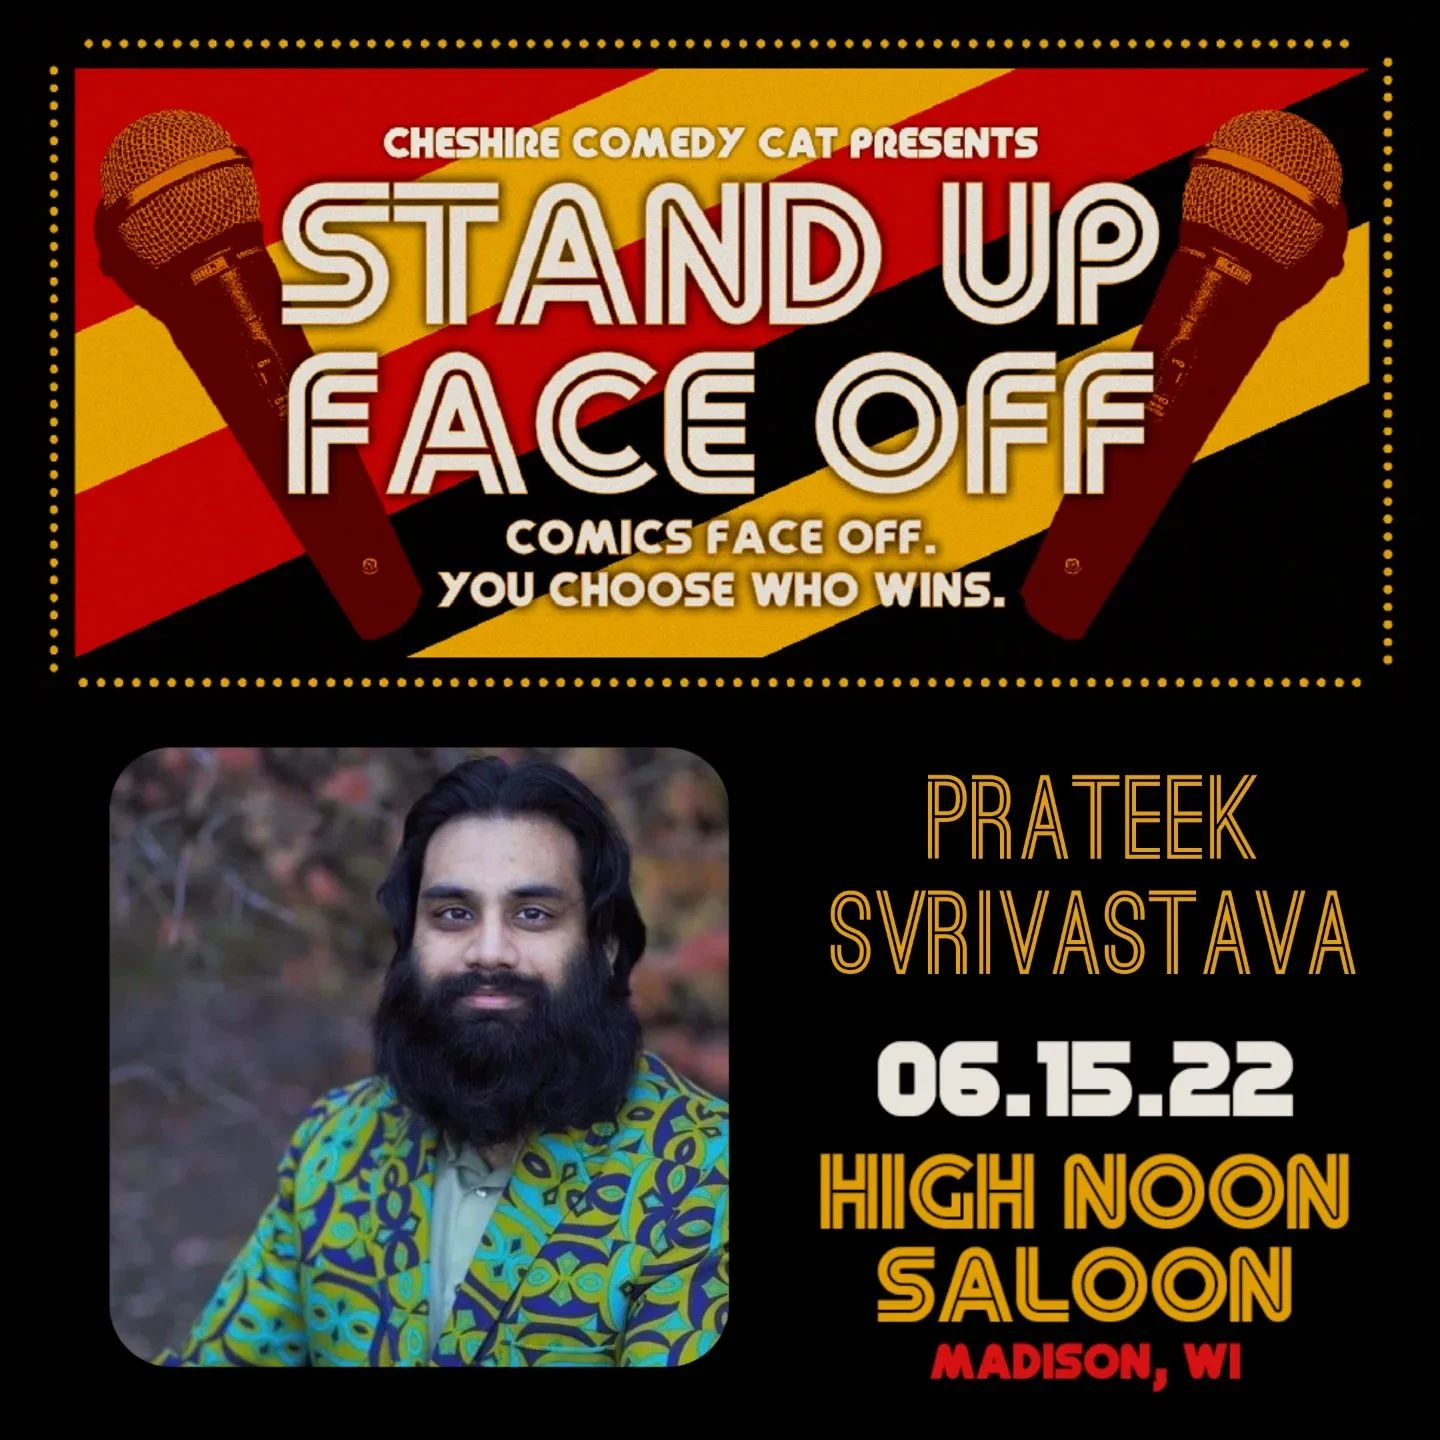 CHESHIRE COMEDY CAT PRESENTS
STAND UP
FACE OFF
COMICS FACE OFF.
YOU CHOOSE WHO WINS.
PRATEEK
SVRIVASTAVA
06.15.22
HIGH NOON
SALOON
MADISON, WI